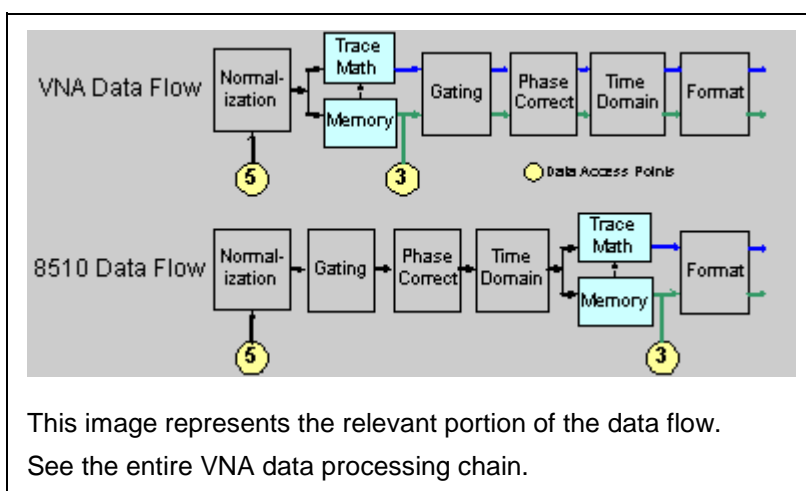 VNA Data Flow
Normal-
ization
Trace
Math
Memory
Gating
Phase
Correct
Time
Domain
Format
5
3
Data Access Points
8510 Data Flow
Normal-
ization
Gating
Phase
Correct
Time
Domain
Trace
Math
Memory
Format
5
3
This image represents the relevant portion of the data flow.
See the entire VNA data processing chain.